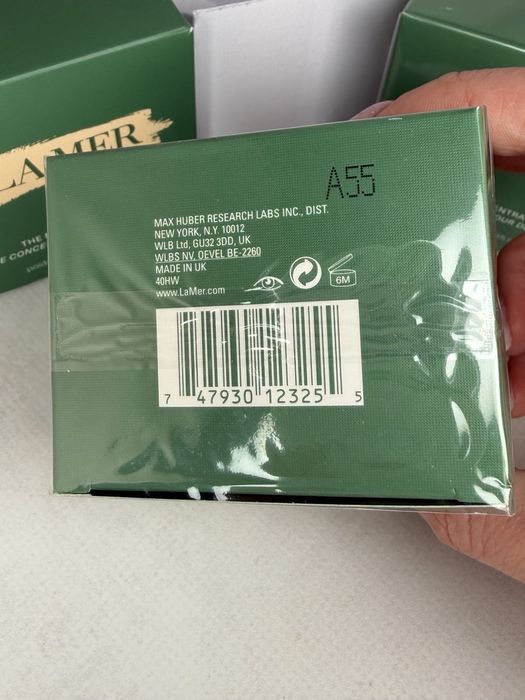 LA MER
A55
MAX HUBER RESEARCH LABS INC., DIST.
NEW YORK, N.Y. 10012
WLB Ltd, GU32 3DD, UK
WLBS NV, OEVEL BE-2260
MADE IN UK
40HW
www.LaMer.com
6M
7 47930 12325 5